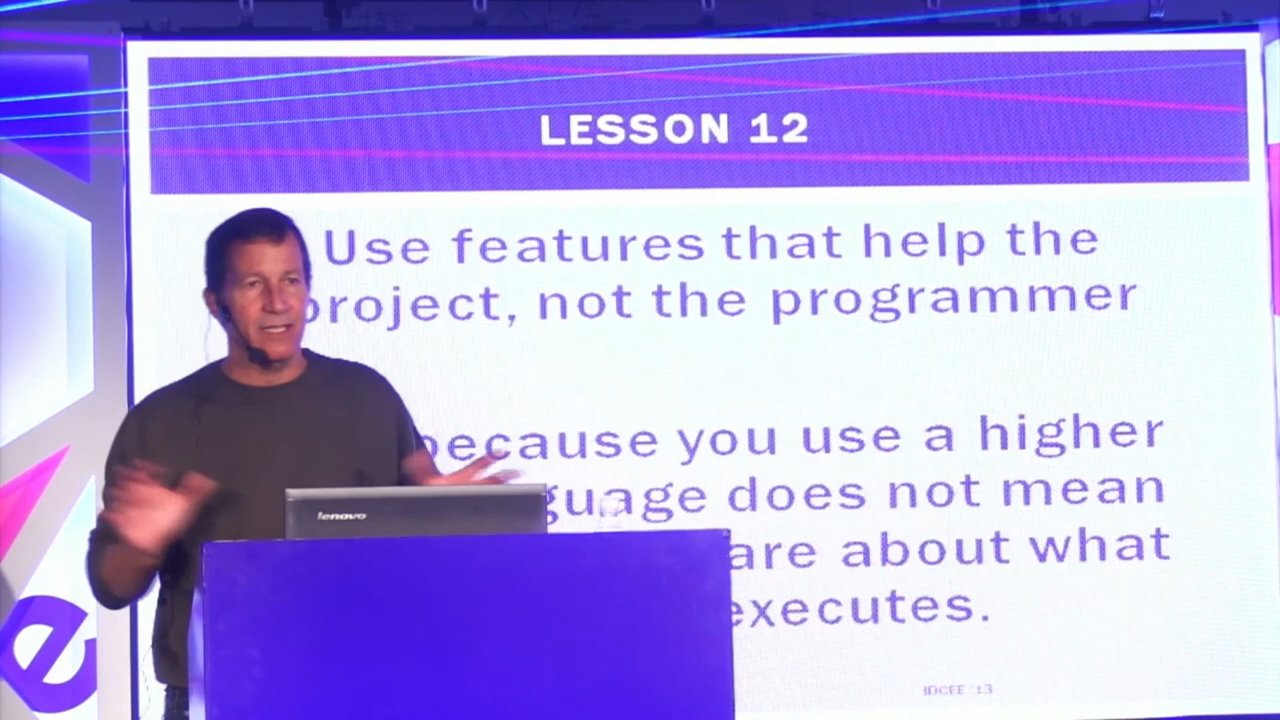 LESSON 12
Use features that help the
project, not the programmer
because you use a higher
does not mean
about what
executes.
lenovo
IDCEE '13
e